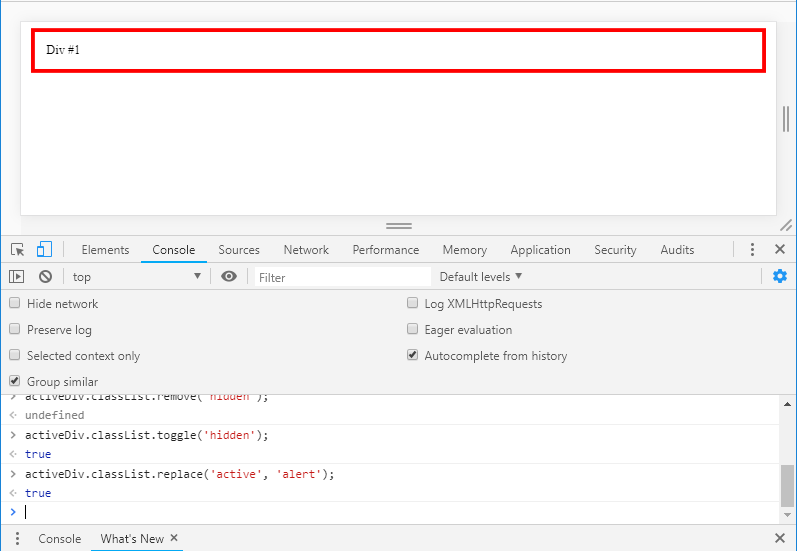 Div #1
Elements Console Sources Network Performance Memory Application Security Audits
top Filter Default levels
Hide network Log XMLHttpRequests
Preserve log Eager evaluation
Selected context only Autocomplete from history
Group similar
activeDiv.classList.remove('hidden');
undefined
activeDiv.classList.toggle('hidden');
true
activeDiv.classList.replace('active', 'alert');
true
Console What's New